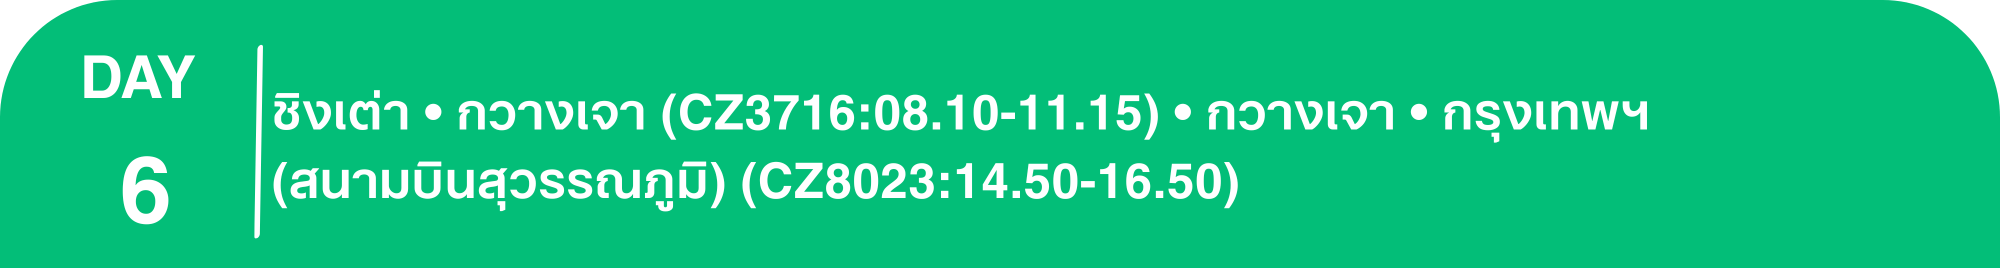 DAY
6
ชิงเต่า • กวางเจา (CZ3716:08.10-11.15) • กวางเจา • กรุงเทพฯ
(สนามบินสุวรรณภูมิ) (CZ8023:14.50-16.50)